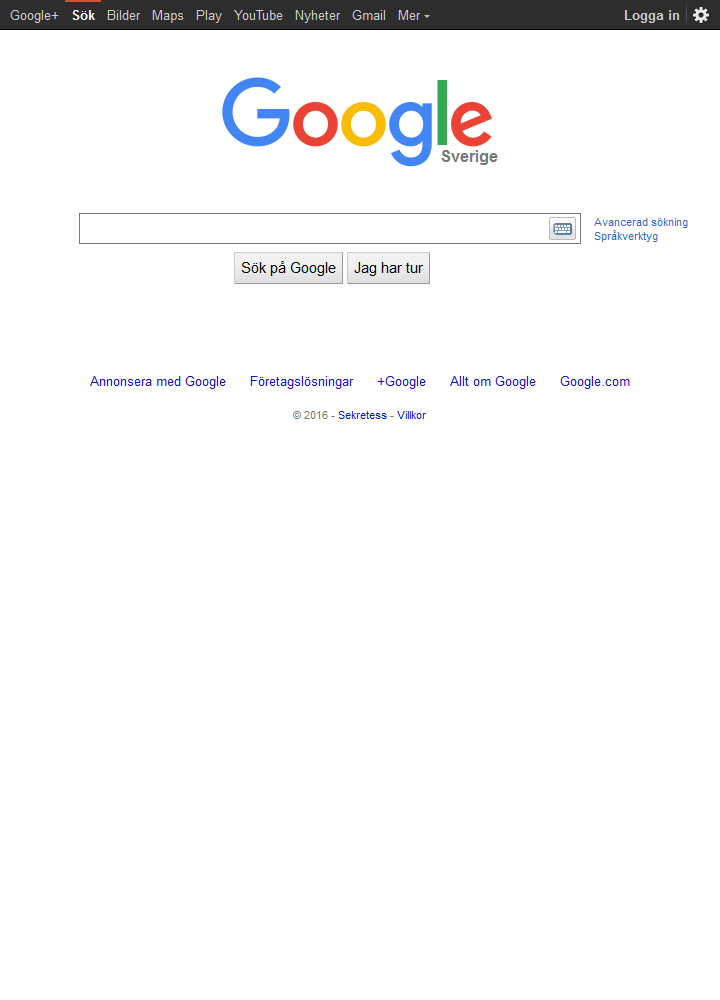 Google+ Sök Bilder Maps Play YouTube Nyheter Gmail Mer Logga in
Google
Sverige
Avancerad sökning
Språkverktyg
Sök på Google Jag har tur
Annonsera med Google Företagslösningar +Google Allt om Google Google.com
© 2016 - Sekretess - Villkor